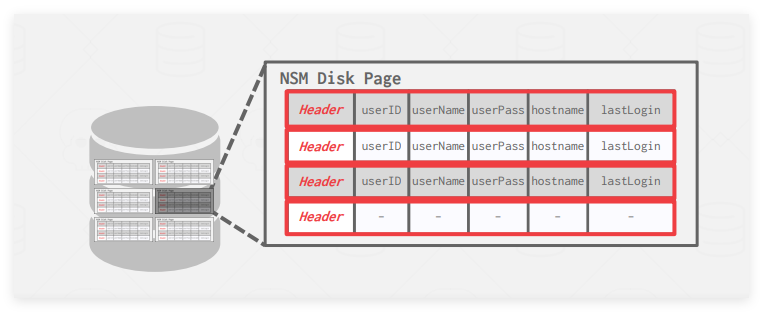 NSM Disk Page
Header userID userName userPass hostname lastLogin
Header userID userName userPass hostname lastLogin
Header userID userName userPass hostname lastLogin
Header - - - - -